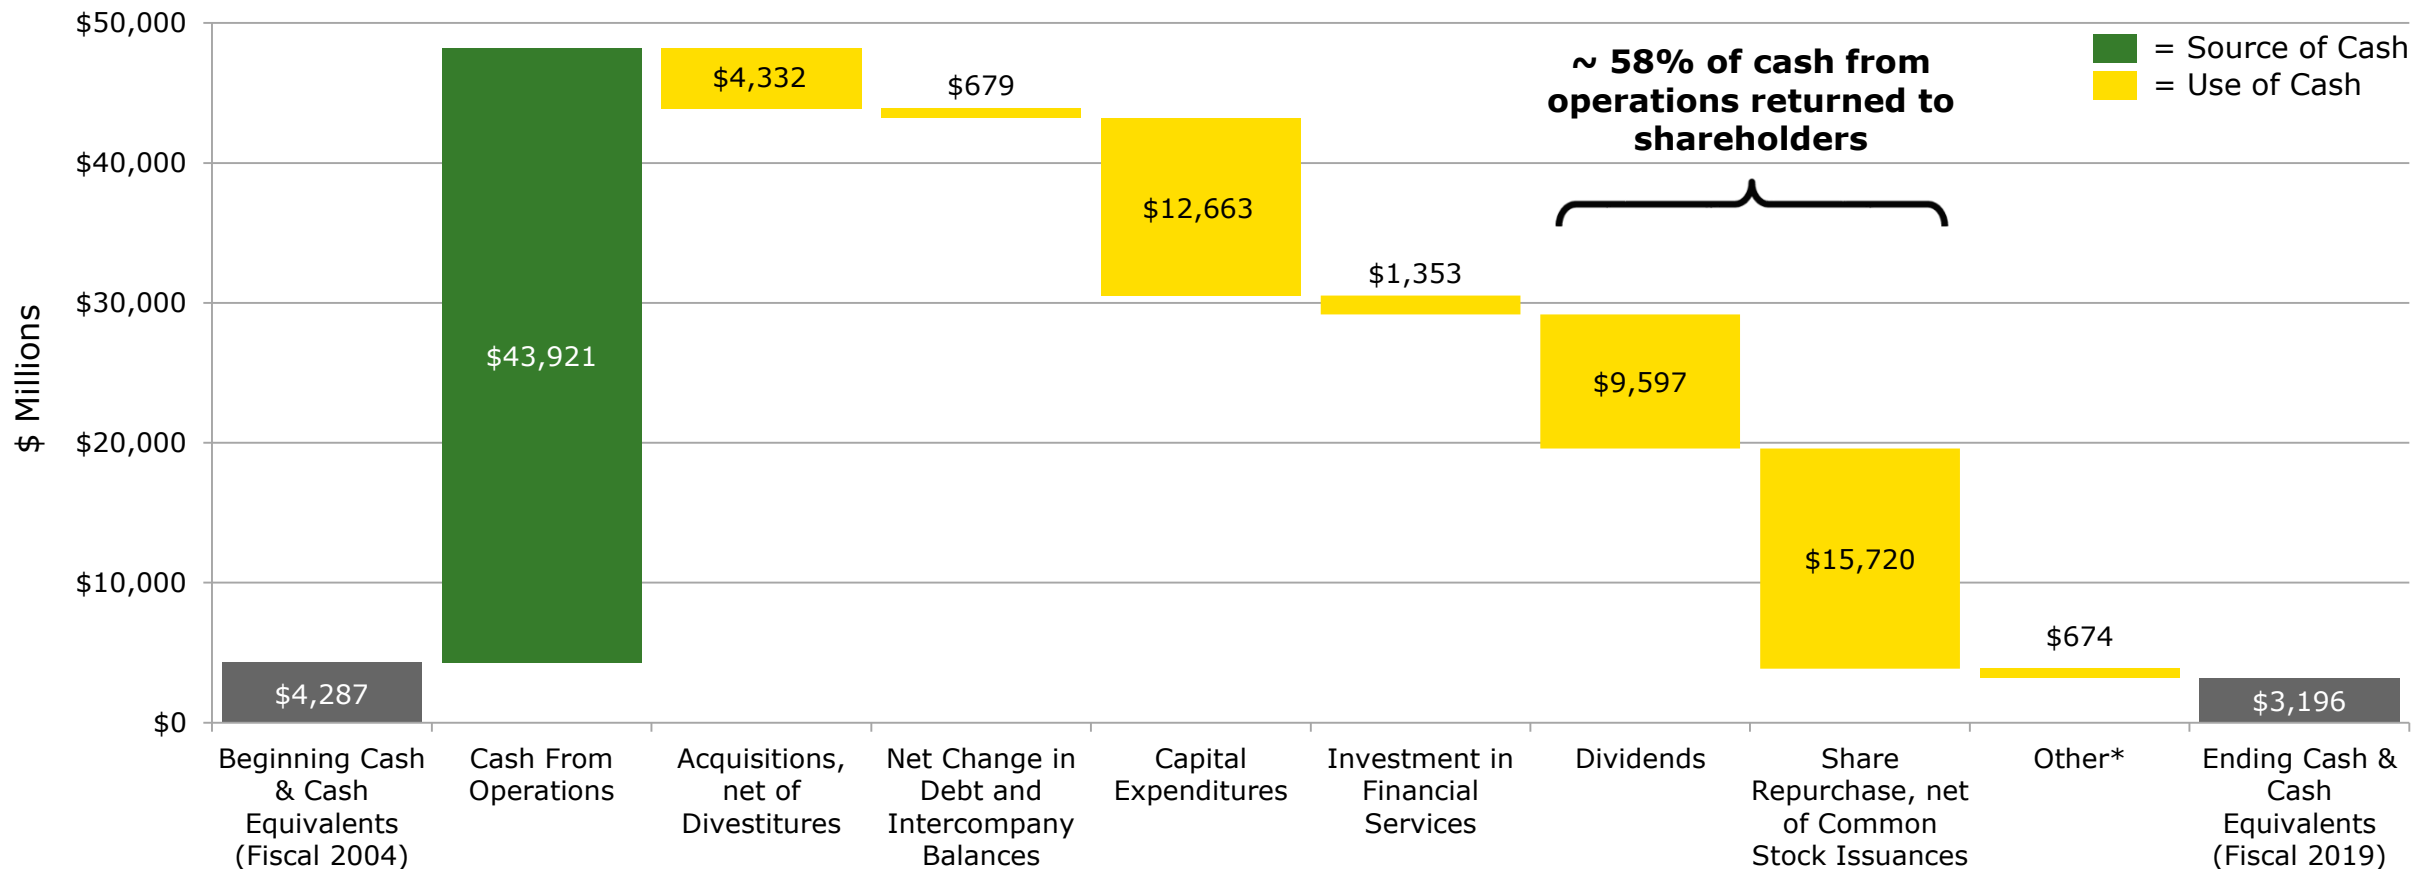 $50,000
$40,000
$30,000
$20,000
$10,000
$0
$ Millions
~ 58% of cash from
operations returned to
shareholders
= Source of Cash
= Use of Cash
$4,287
$43,921
$4,332
$679
$12,663
$1,353
$9,597
$15,720
$674
$3,196
Beginning Cash
& Cash
Equivalents
(Fiscal 2004)
Cash From
Operations
Acquisitions,
net of
Divestitures
Net Change in
Debt and
Intercompany
Balances
Capital
Expenditures
Investment in
Financial
Services
Dividends
Share
Repurchase, net
of Common
Stock Issuances
Other*
Ending Cash &
Cash
Equivalents
(Fiscal 2019)